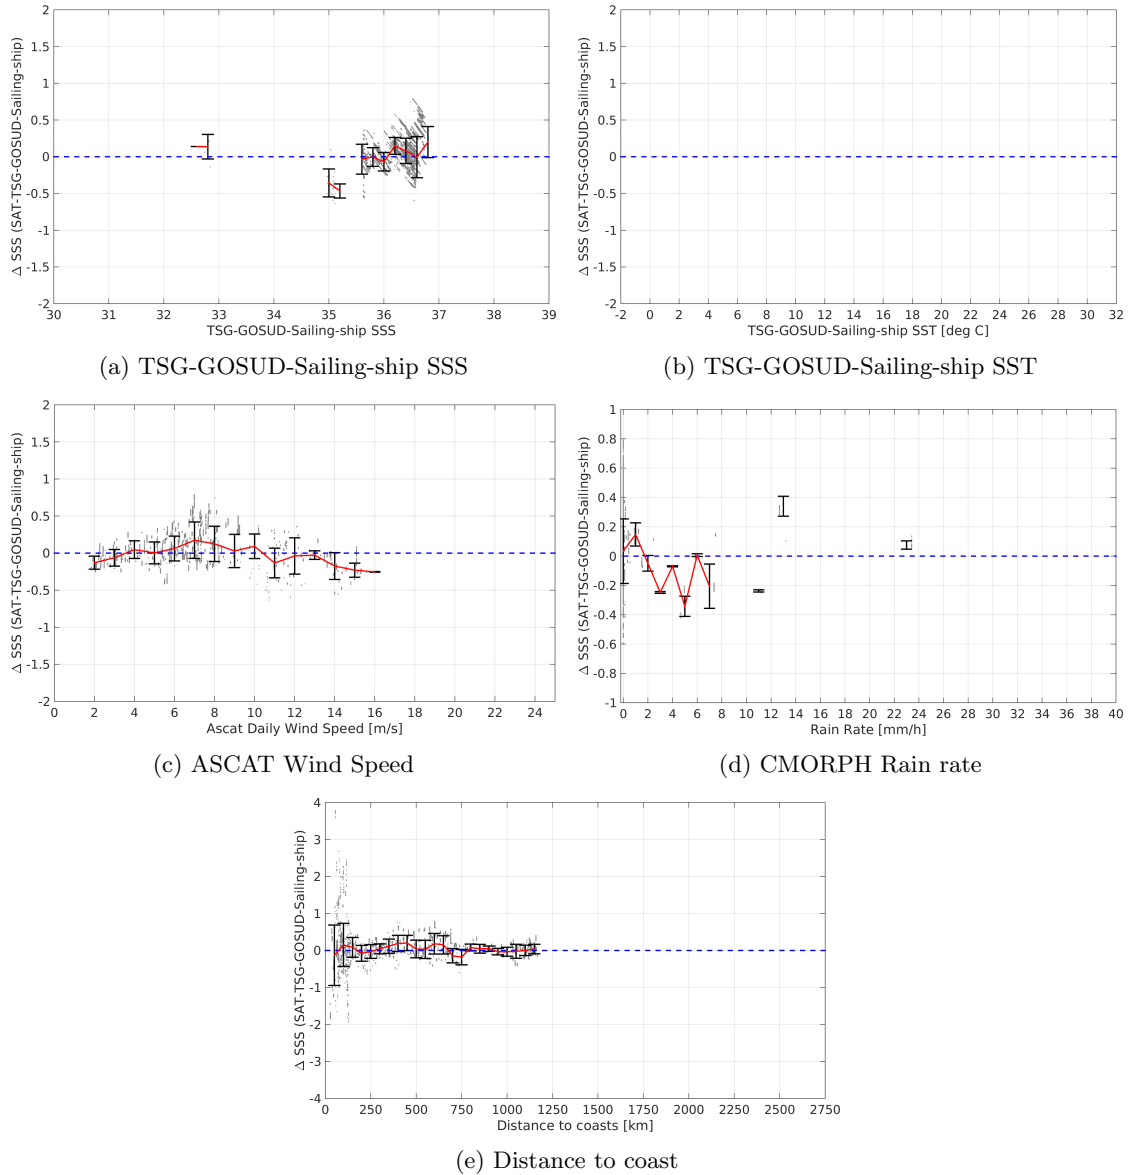 2
1.5
1
0.5
0
-0.5
-1
-1.5
-2
Δ SSS (SAT-TSG-GOSUD-Sailing-ship)
30 31 32 33 34 35 36 37 38 39
TSG-GOSUD-Sailing-ship SSS
(a) TSG-GOSUD-Sailing-ship SSS
2
1.5
1
0.5
0
-0.5
-1
-1.5
-2
Δ SSS (SAT-TSG-GOSUD-Sailing-ship)
-2 0 2 4 6 8 10 12 14 16 18 20 22 24 26 28 30 32
TSG-GOSUD-Sailing-ship SST [deg C]
(b) TSG-GOSUD-Sailing-ship SST
2
1.5
1
0.5
0
-0.5
-1
-1.5
-2
Δ SSS (SAT-TSG-GOSUD-Sailing-ship)
0 2 4 6 8 10 12 14 16 18 20 22 24
Ascat Daily Wind Speed [m/s]
(c) ASCAT Wind Speed
1
0.8
0.6
0.4
0.2
0
-0.2
-0.4
-0.6
-0.8
-1
Δ SSS (SAT-TSG-GOSUD-Sailing-ship)
0 2 4 6 8 10 12 14 16 18 20 22 24 26 28 30 32 34 36 38 40
Rain Rate [mm/h]
(d) CMORPH Rain rate
4
3
2
1
0
-1
-2
-3
-4
Δ SSS (SAT-TSG-GOSUD-Sailing-ship)
0 250 500 750 1000 1250 1500 1750 2000 2250 2500 2750
Distance to coasts [km]
(e) Distance to coast